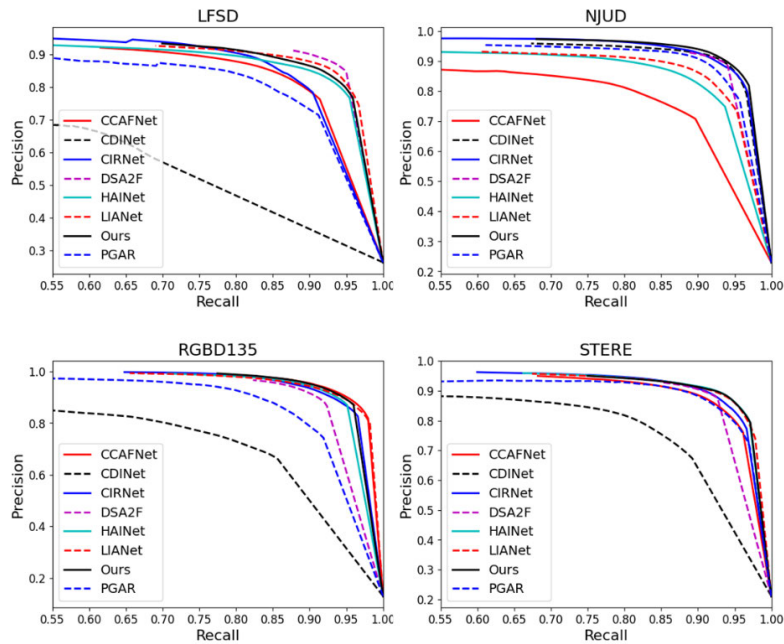 LFSD
Precision
0.9
0.8
0.7
0.6
0.5
0.4
0.3
CCAFNet
CDINet
CIRNet
DSA2F
HAINet
LIANet
Ours
PGAR
0.55 0.60 0.65 0.70 0.75 0.80 0.85 0.90 0.95 1.00
Recall
NJUD
Precision
1.0
0.9
0.8
0.7
0.6
0.5
0.4
0.3
0.2
CCAFNet
CDINet
CIRNet
DSA2F
HAINet
LIANet
Ours
PGAR
0.55 0.60 0.65 0.70 0.75 0.80 0.85 0.90 0.95 1.00
Recall
RGBD135
Precision
1.0
0.8
0.6
0.4
0.2
CCAFNet
CDINet
CIRNet
DSA2F
HAINet
LIANet
Ours
PGAR
0.55 0.60 0.65 0.70 0.75 0.80 0.85 0.90 0.95 1.00
Recall
STERE
Precision
1.0
0.9
0.8
0.7
0.6
0.5
0.4
0.3
0.2
CCAFNet
CDINet
CIRNet
DSA2F
HAINet
LIANet
Ours
PGAR
0.55 0.60 0.65 0.70 0.75 0.80 0.85 0.90 0.95 1.00
Recall